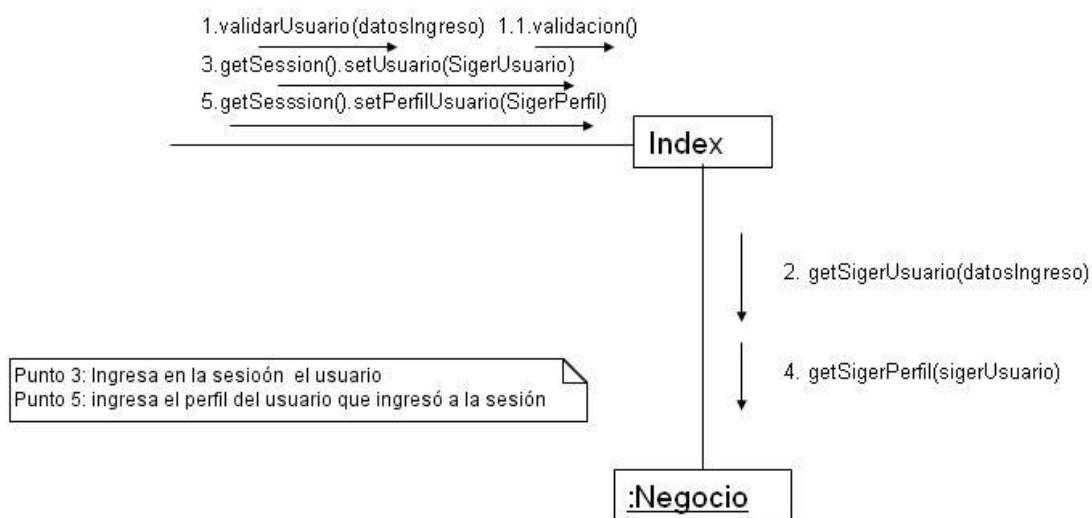 1.validarUsuario(datosIngreso) 1.1.validacion()
3.getSession().setUsuario(SigerUsuario)
5.getSesssion().setPerfilUsuario(SigerPerfil)
Index
2. getSigerUsuario(datosIngreso)
4. getSigerPerfil(sigerUsuario)
Punto 3: Ingresa en la sesioón el usuario
Punto 5: ingresa el perfil del usuario que ingresó a la sesión
:Negocio